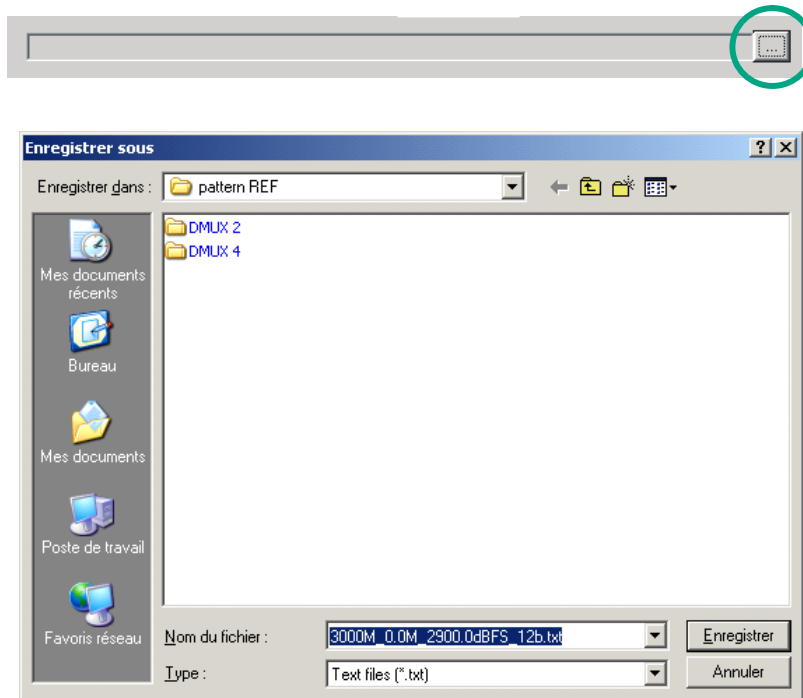 ...
Enregistrer sous
Enregistrer dans :
pattern REF
DMUX 2
DMUX 4
Mes documents
récents
Bureau
Mes documents
Poste de travail
Favoris réseau
Nom du fichier :
3000M_0.0M_2900.0dBFS_12b.txt
Enregistrer
Type :
Text files (*.txt)
Annuler